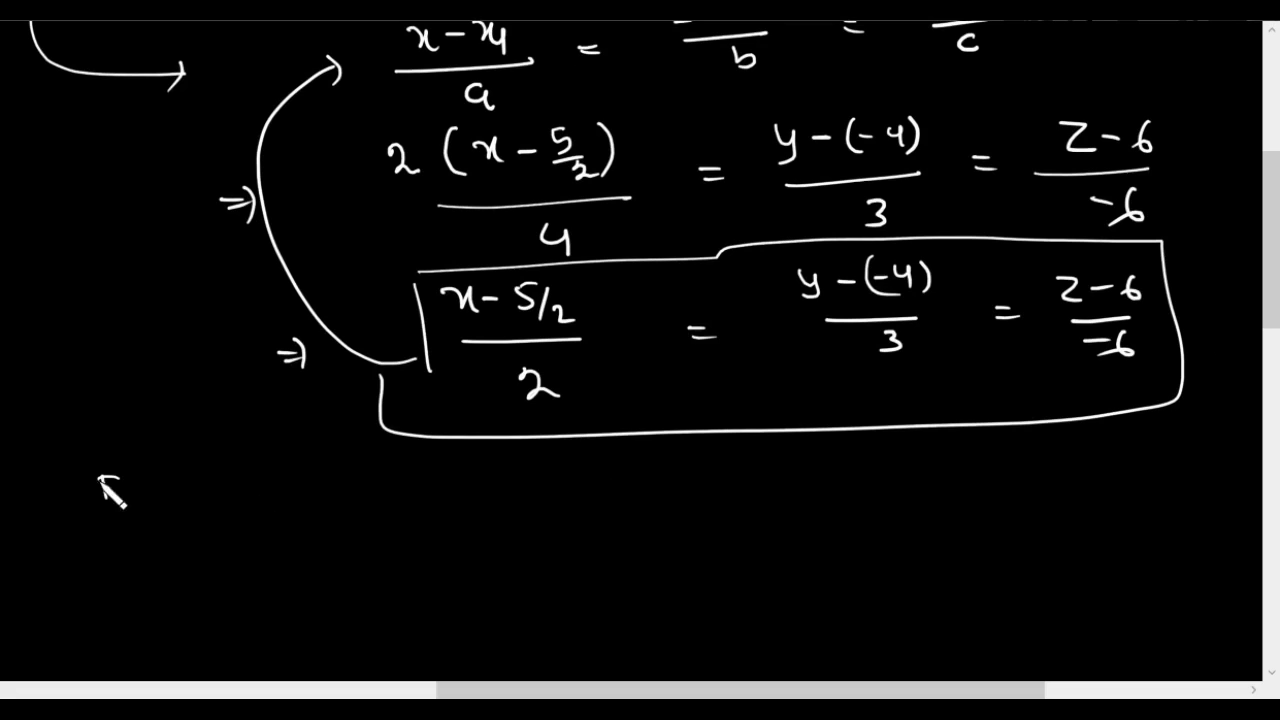 x - x1 / a = / b = / c
=> 2 (x - 5/2) / 4 = y - (-4) / 3 = z - 6 / -6
=> x - 5/2 / 2 = y - (-4) / 3 = z - 6 / -6